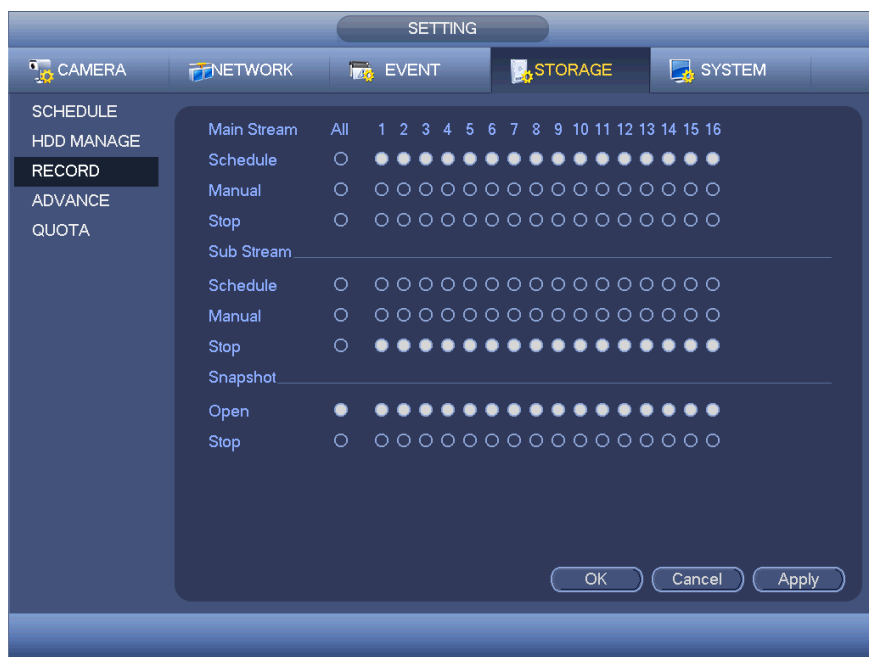 SETTING
CAMERA NETWORK EVENT STORAGE SYSTEM
SCHEDULE
HDD MANAGE
RECORD
ADVANCE
QUOTA
Main Stream All 1 2 3 4 5 6 7 8 9 10 11 12 13 14 15 16
Schedule
Manual
Stop
Sub Stream
Schedule
Manual
Stop
Snapshot
Open
Stop
OK Cancel Apply